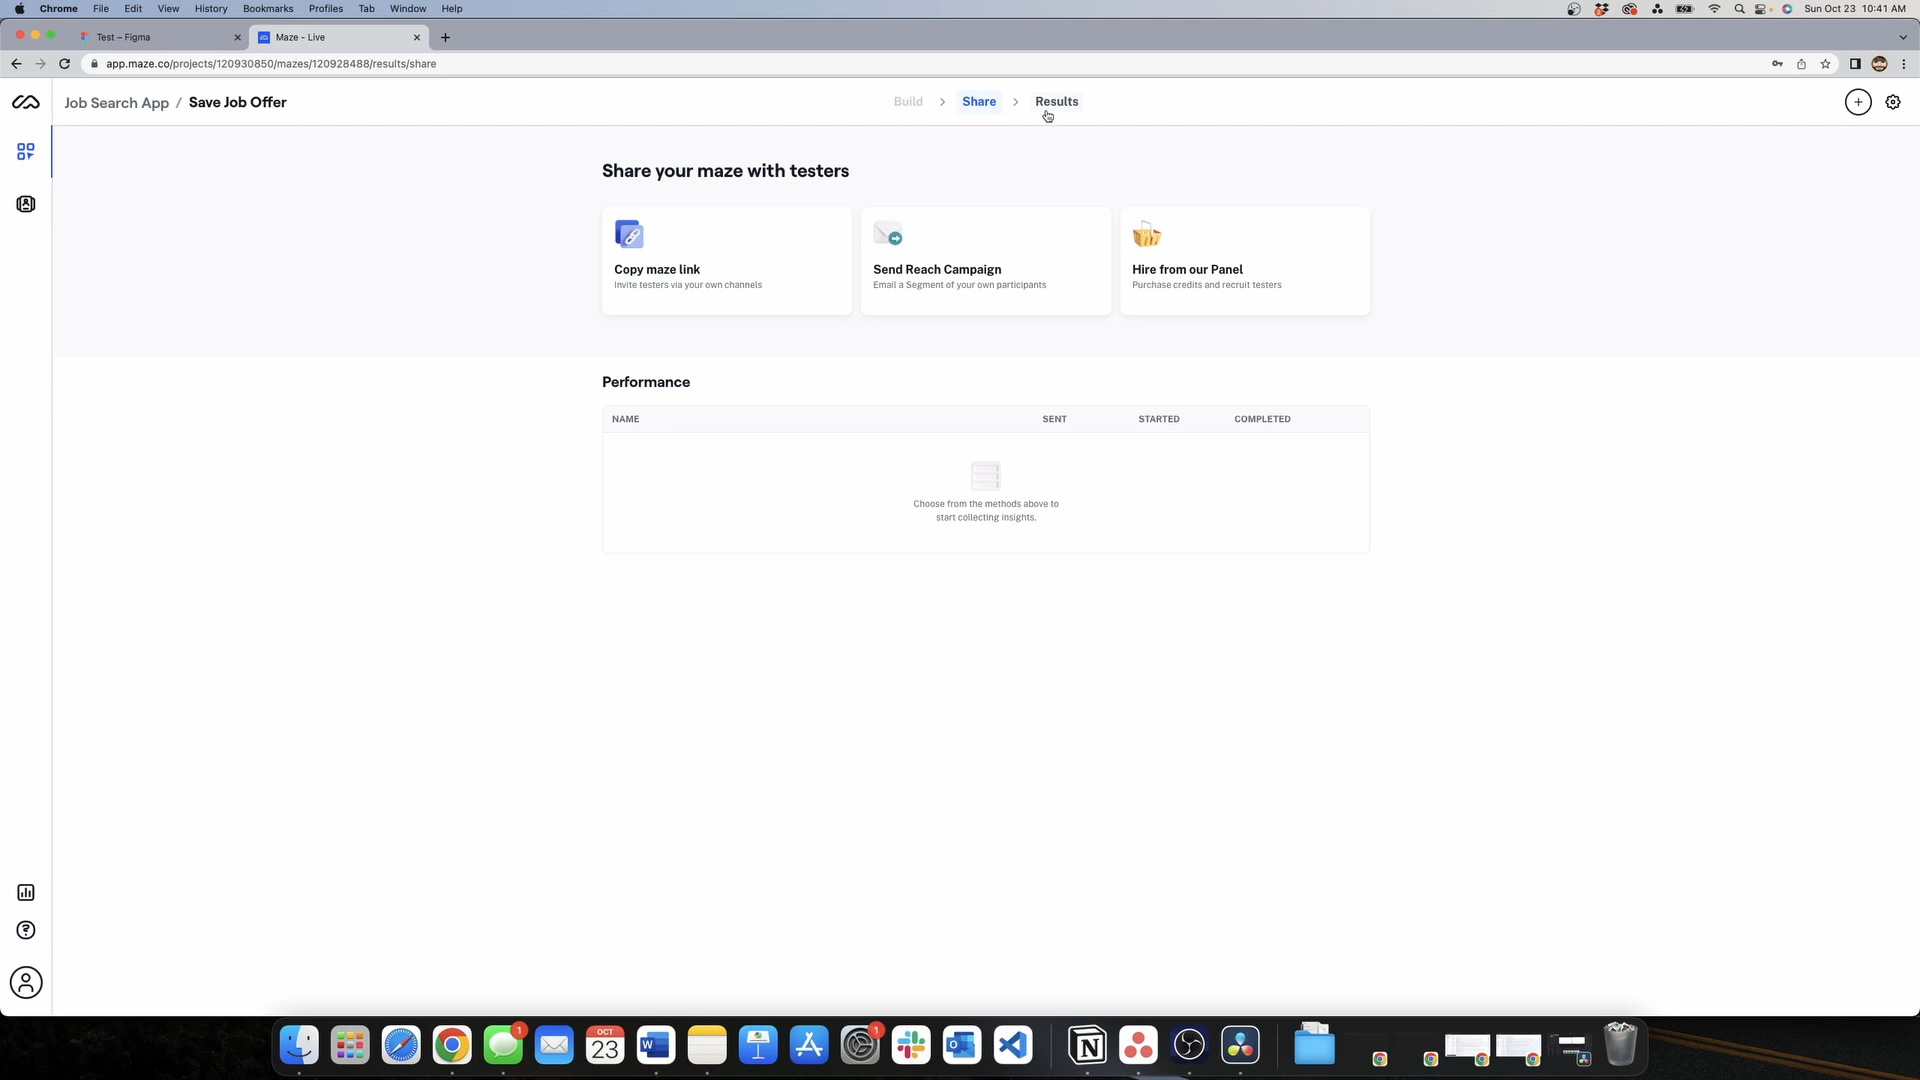 Chrome File Edit View History Bookmarks Profiles Tab Window Help
Sun Oct 23 10:41 AM
Test – Figma
Maze - Live
app.maze.co/projects/120930850/mazes/120928488/results/share
Job Search App / Save Job Offer
Build
Share
Results
Share your maze with testers
Copy maze link
Invite testers via your own channels
Send Reach Campaign
Email a Segment of your own participants
Hire from our Panel
Purchase credits and recruit testers
Performance
NAME SENT STARTED COMPLETED
Choose from the methods above to
start collecting insights.
1
OCT
23
W
1
N